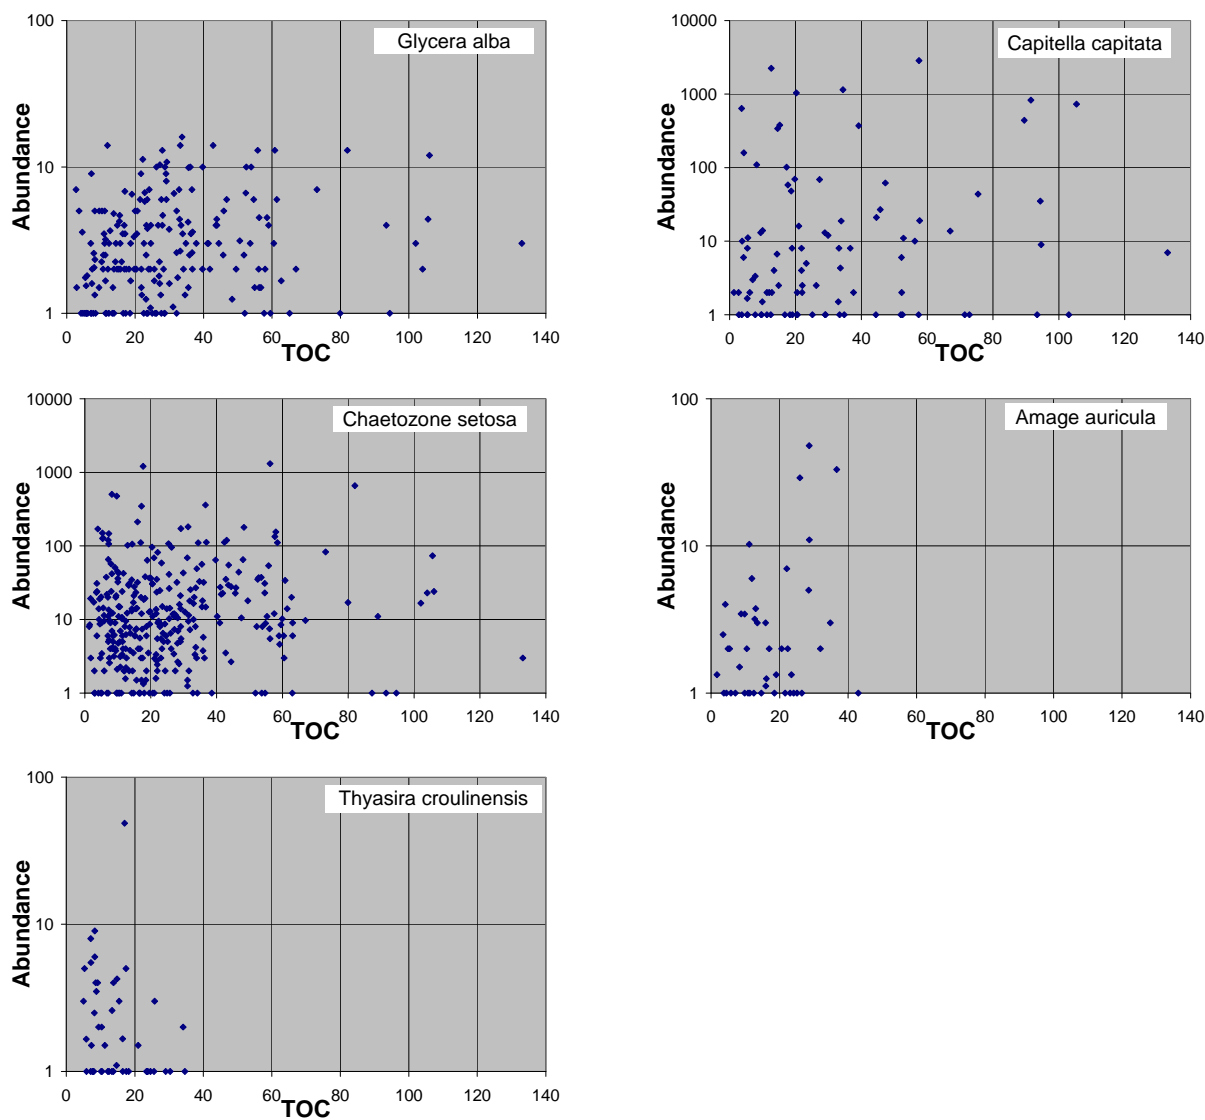 Glycera alba
Abundance
100
10
1
0 20 40 60 80 100 120 140
TOC
Capitella capitata
Abundance
10000
1000
100
10
1
0 20 40 60 80 100 120 140
TOC
Chaetozone setosa
Abundance
10000
1000
100
10
1
0 20 40 60 80 100 120 140
TOC
Amage auricula
Abundance
100
10
1
0 20 40 60 80 100 120 140
TOC
Thyasira croulinensis
Abundance
100
10
1
0 20 40 60 80 100 120 140
TOC